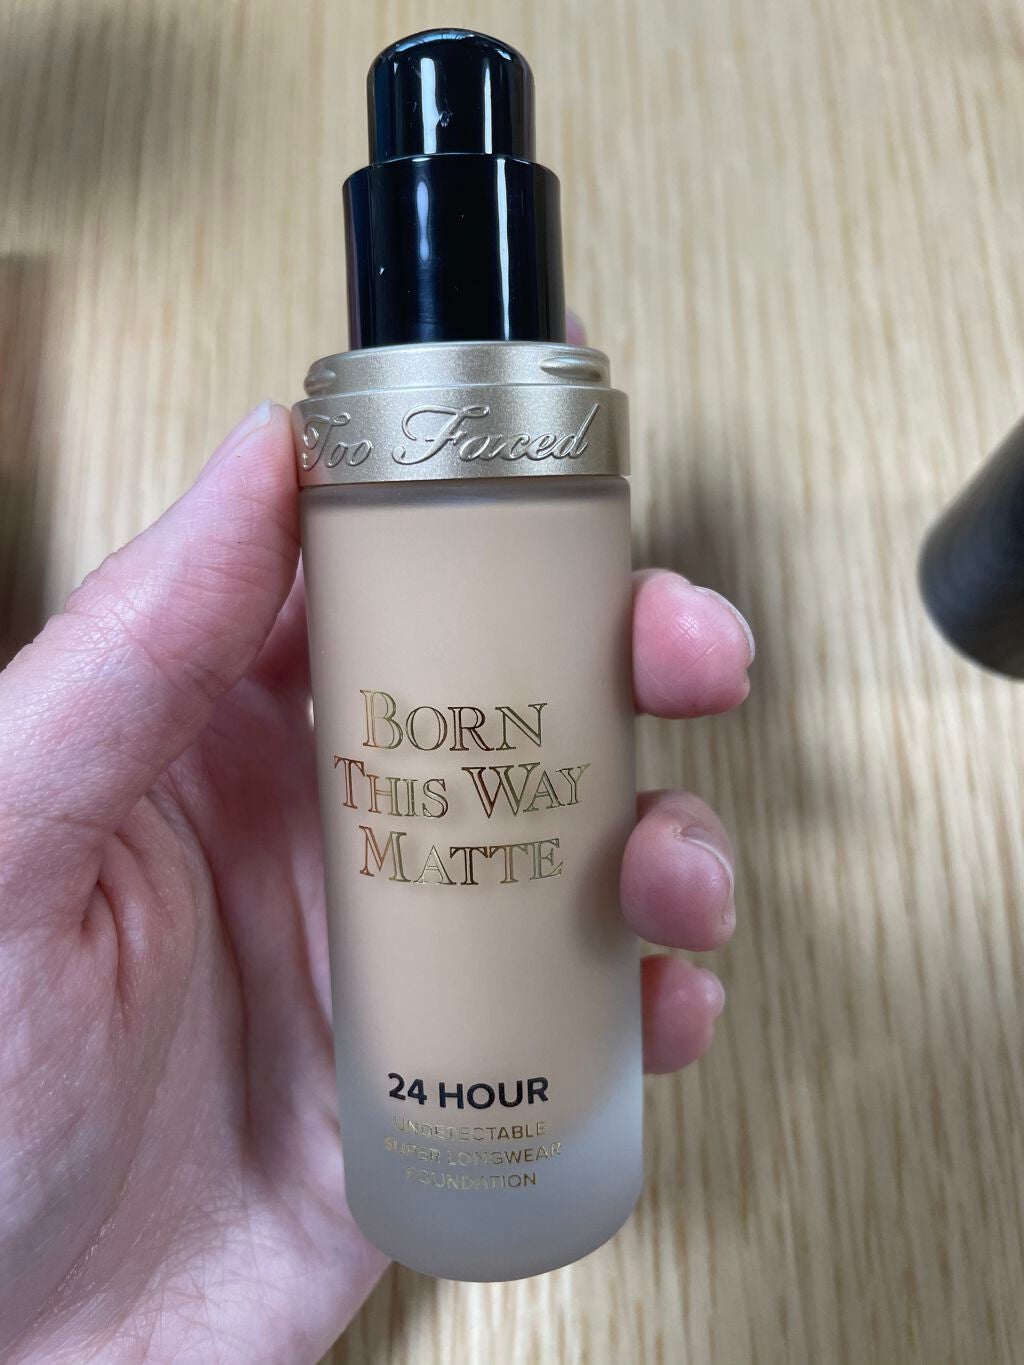 Too Faced
BORN
THIS WAY
MATTE
24 HOUR
UNDETECTABLE
SUPER LONGWEAR
FOUNDATION